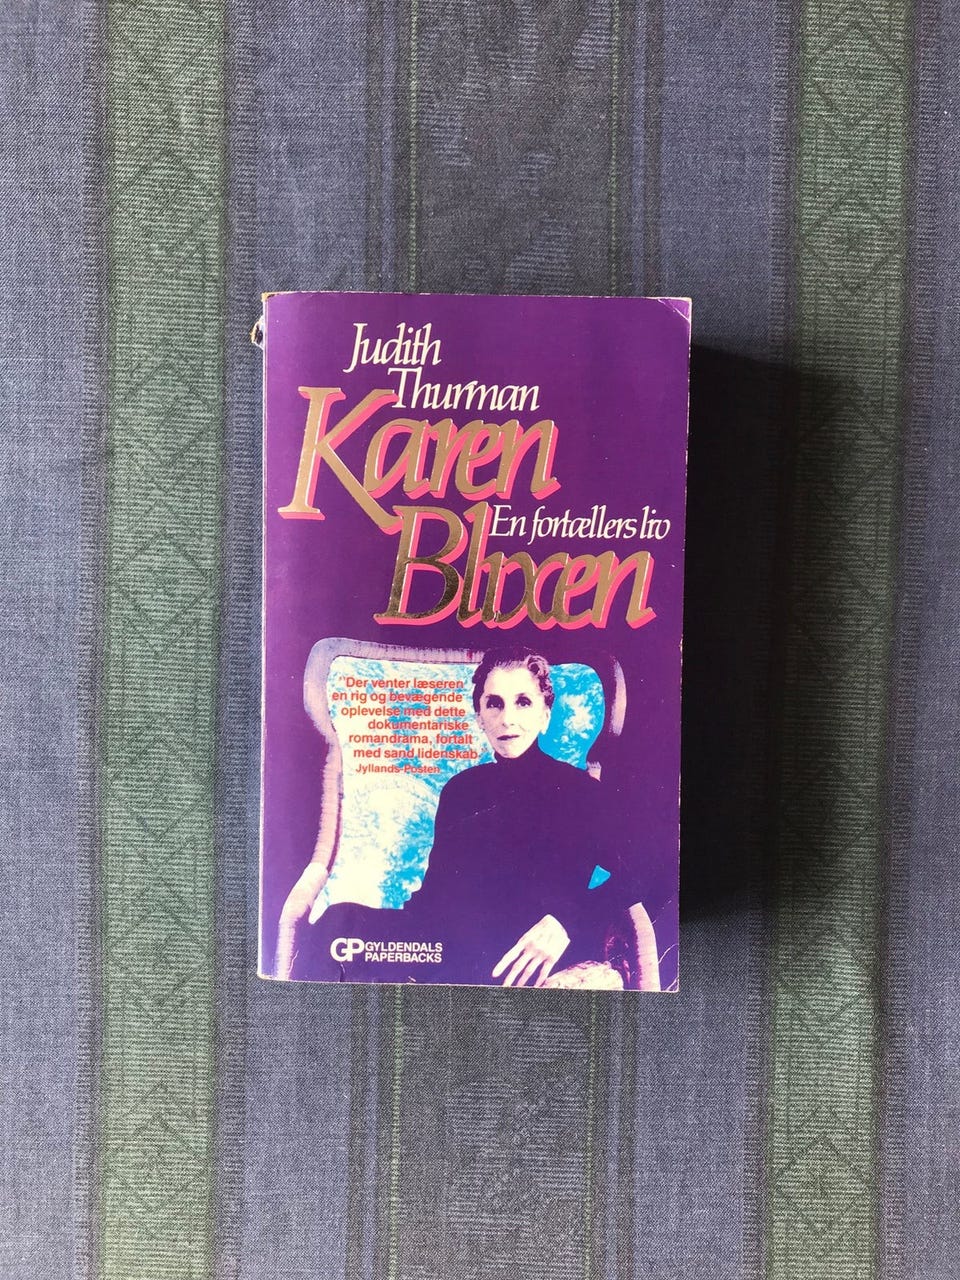 Judith
Thurman
Karen
En fortællers liv
Blixen
"Der venter læseren
en rig og bevægende
oplevelse med dette
dokumentariske
romandrama, fortalt
med sand lidenskab
Jyllands-Posten
GP GYLDENDALS
PAPERBACKS